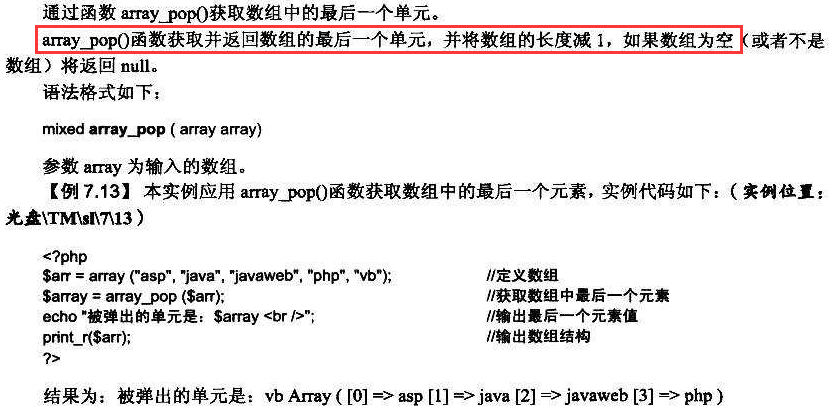 通过函数 array_pop()获取数组中的最后一个单元。
array_pop()函数获取并返回数组的最后一个单元，并将数组的长度减 1，如果数组为空（或者不是
数组）将返回 null。
语法格式如下：
mixed array_pop ( array array)
参数 array 为输入的数组。
【例 7.13】 本实例应用 array_pop()函数获取数组中的最后一个元素，实例代码如下：（实例位置：
光盘\TM\sl\7\13）
<?php
$arr = array ("asp", "java", "javaweb", "php", "vb"); //定义数组
$array = array_pop ($arr); //获取数组中最后一个元素
echo "被弹出的单元是：$array <br />"; //输出最后一个元素值
print_r($arr); //输出数组结构
?>
结果为：被弹出的单元是：vb Array ( [0] => asp [1] => java [2] => javaweb [3] => php )